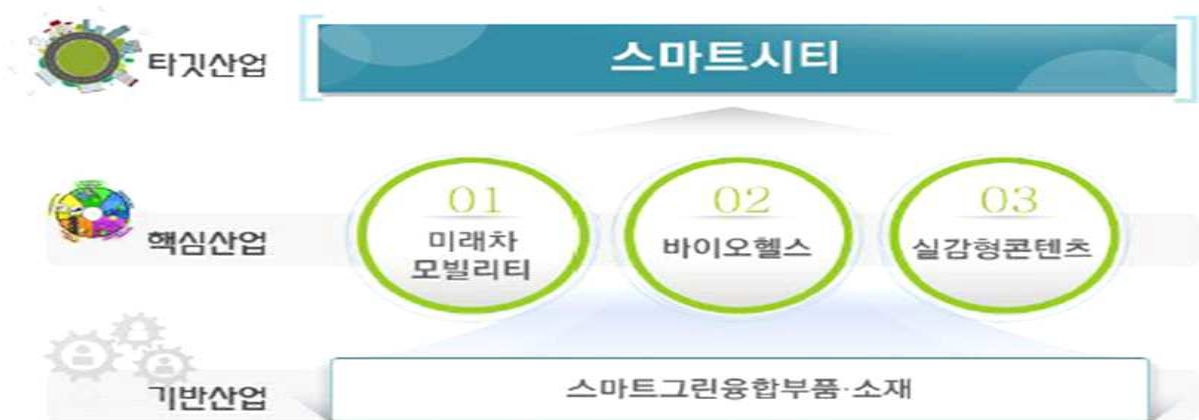 타깃산업
스마트시티
핵심산업
01
미래차
모빌리티
02
바이오헬스
03
실감형콘텐츠
기반산업
스마트그린융합부품·소재